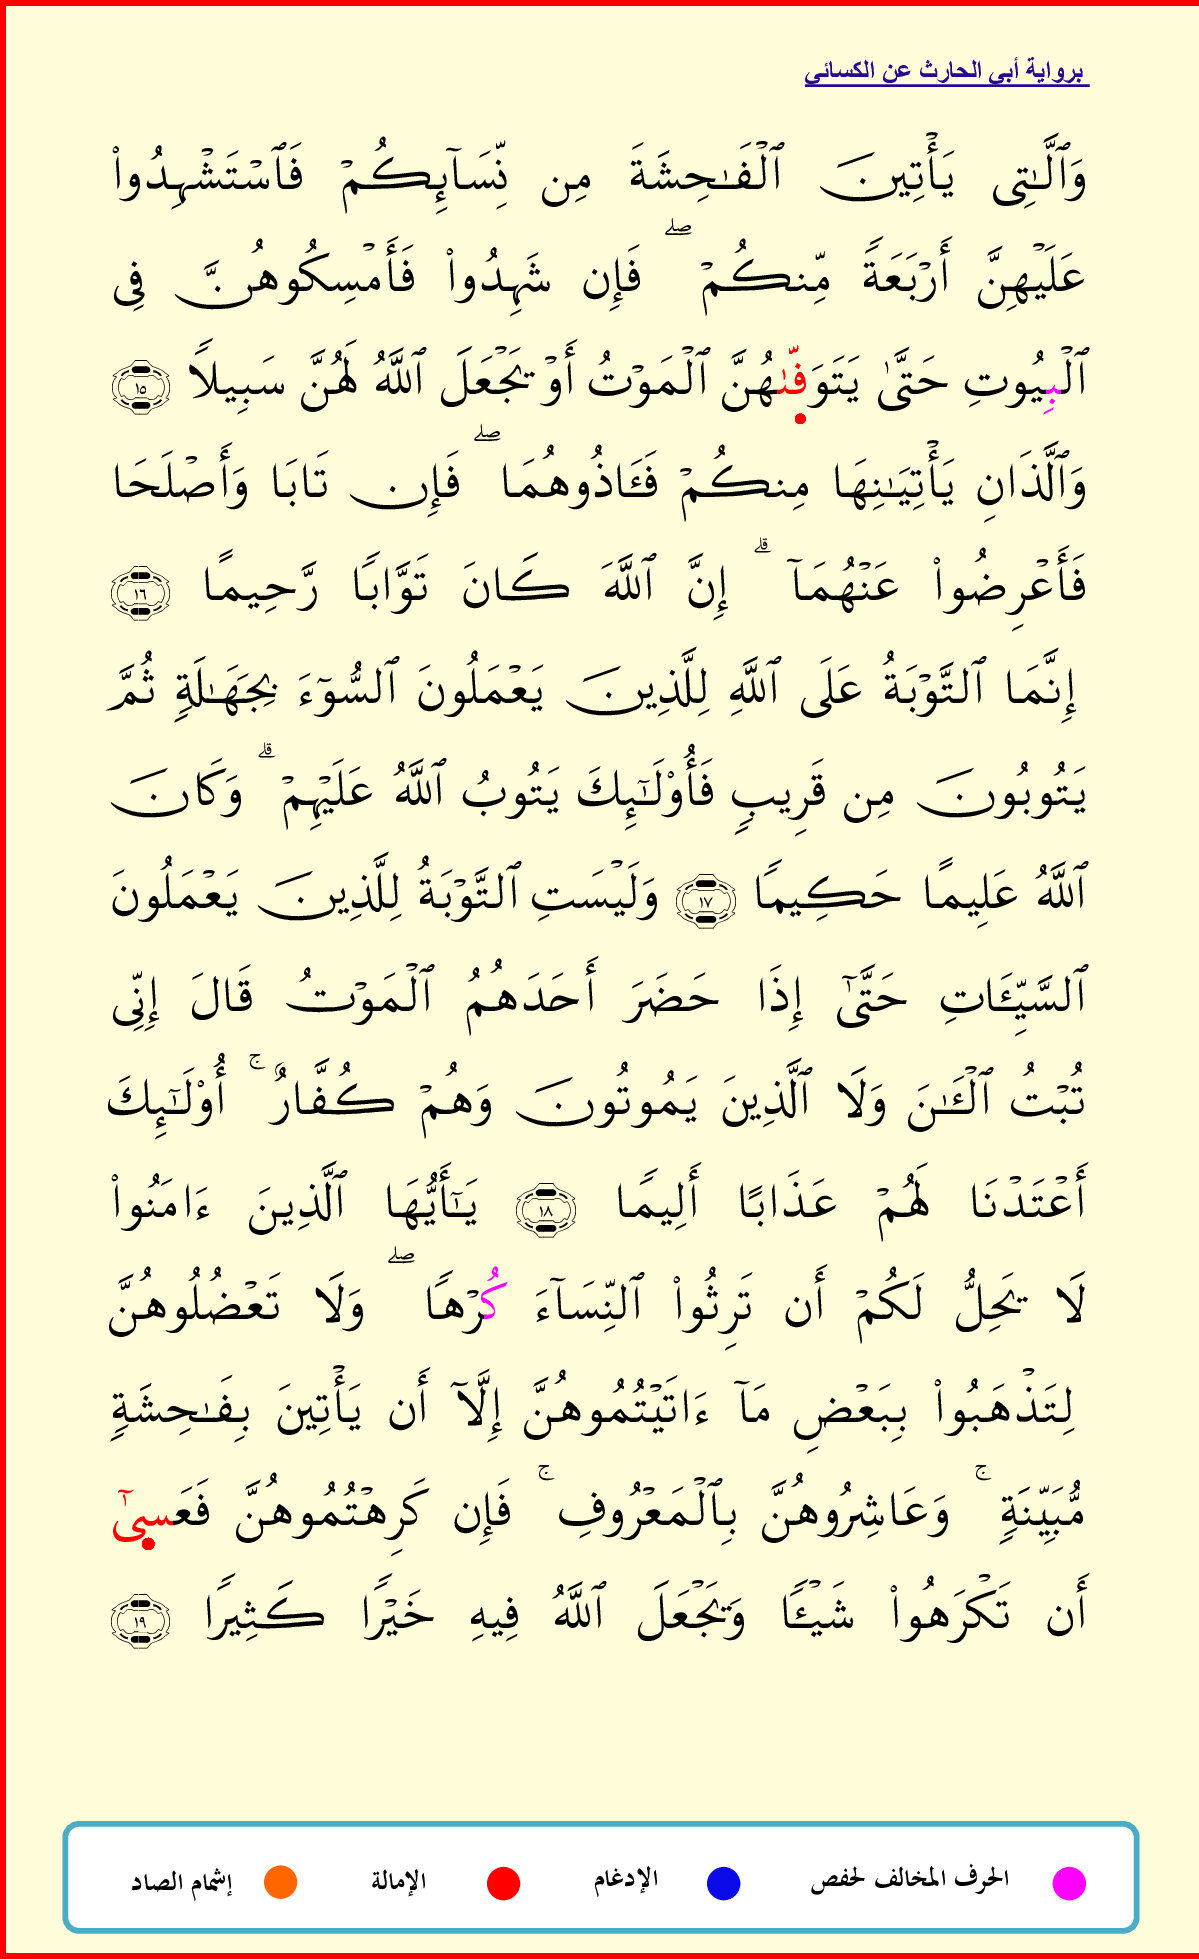 برواية أبي الحارث عن الكسائي
وَٱلَّٰتِى يَأۡتِينَ ٱلۡفَٰحِشَةَ مِن نِّسَآئِكُمۡ فَٱسۡتَشۡهِدُواْ
عَلَيۡهِنَّ أَرۡبَعَةً مِّنكُمۡۖ فَإِن شَهِدُواْ فَأَمۡسِكُوهُنَّ فِى
ٱلۡبِيُوتِ حَتَّىٰ يَتَوَفّٜىٰهُنَّ ٱلۡمَوۡتُ أَوۡ يَجۡعَلَ ٱللَّهُ لَهُنَّ سَبِيلًا ١٥
وَٱلَّذَانِ يَأۡتِيَٰنِهَا مِنكُمۡ فَـَٔاذُوهُمَاۖ فَإِن تَابَا وَأَصۡلَحَا
فَأَعۡرِضُواْ عَنۡهُمَآۗ إِنَّ ٱللَّهَ كَانَ تَوَّابًا رَّحِيمًا ١٦
إِنَّمَا ٱلتَّوۡبَةُ عَلَى ٱللَّهِ لِلَّذِينَ يَعۡمَلُونَ ٱلسُّوٓءَ بِجَهَٰلَةٍ ثُمَّ
يَتُوبُونَ مِن قَرِيبٍ فَأُوْلَٰٓئِكَ يَتُوبُ ٱللَّهُ عَلَيۡهِمۡۗ وَكَانَ
ٱللَّهُ عَلِيمًا حَكِيمًا ١٧ وَلَيۡسَتِ ٱلتَّوۡبَةُ لِلَّذِينَ يَعۡمَلُونَ
ٱلسَّيِّـَٔاتِ حَتَّىٰٓ إِذَا حَضَرَ أَحَدَهُمُ ٱلۡمَوۡتُ قَالَ إِنِّى
تُبۡتُ ٱلۡـَٰٔنَ وَلَا ٱلَّذِينَ يَمُوتُونَ وَهُمۡ كُفَّارٌۚ أُوْلَٰٓئِكَ
أَعۡتَدۡنَا لَهُمۡ عَذَابًا أَلِيمًا ١٨ يَٰٓأَيُّهَا ٱلَّذِينَ ءَامَنُواْ
لَا يَحِلُّ لَكُمۡ أَن تَرِثُواْ ٱلنِّسَآءَ كُرۡهًاۖ وَلَا تَعۡضُلُوهُنَّ
لِتَذۡهَبُواْ بِبَعۡضِ مَآ ءَاتَيۡتُمُوهُنَّ إِلَّآ أَن يَأۡتِينَ بِفَٰحِشَةٍ
مُّبَيِّنَةٍۚ وَعَاشِرُوهُنَّ بِٱلۡمَعۡرُوفِۚ فَإِن كَرِهۡتُمُوهُنَّ فَعَسٜىٰٓ
أَن تَكۡرَهُواْ شَيۡـًٔا وَيَجۡعَلَ ٱللَّهُ فِيهِ خَيۡرًا كَثِيرًا ١٩
الحرف المخالف لحفص الإدغام الإمالة إشمام الصاد